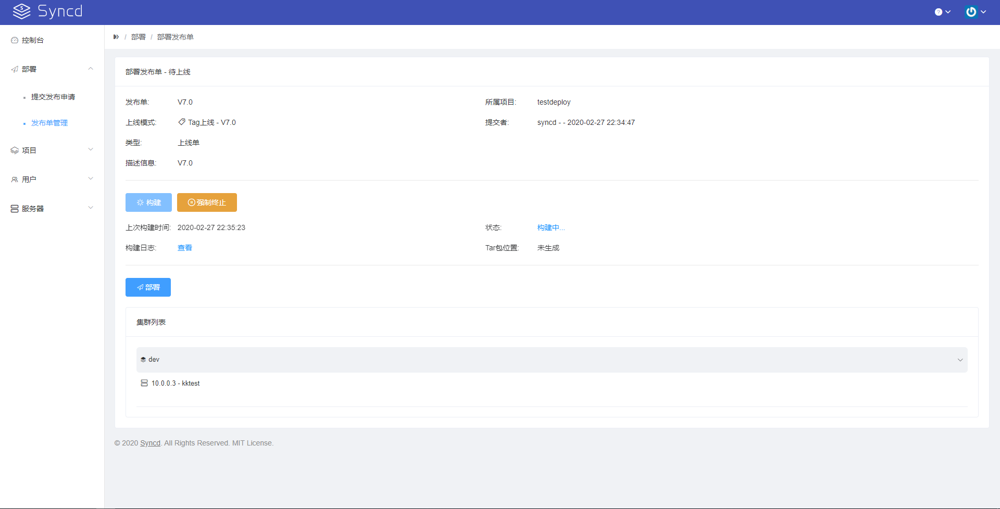 Syncd
控制台
部署
提交发布申请
发布单管理
项目
用户
服务器
/ 部署 / 部署发布单
部署发布单 - 待上线
发布单: V7.0 所属项目: testdeploy
上线模式: Tag上线 - V7.0 提交者: syncd - - 2020-02-27 22:34:47
类型: 上线单
描述信息: V7.0
构建 强制终止
上次构建时间: 2020-02-27 22:35:23 状态: 构建中...
构建日志: 查看 Tar包位置: 未生成
部署
集群列表
dev
10.0.0.3 - kktest
© 2020 Syncd. All Rights Reserved. MIT License.